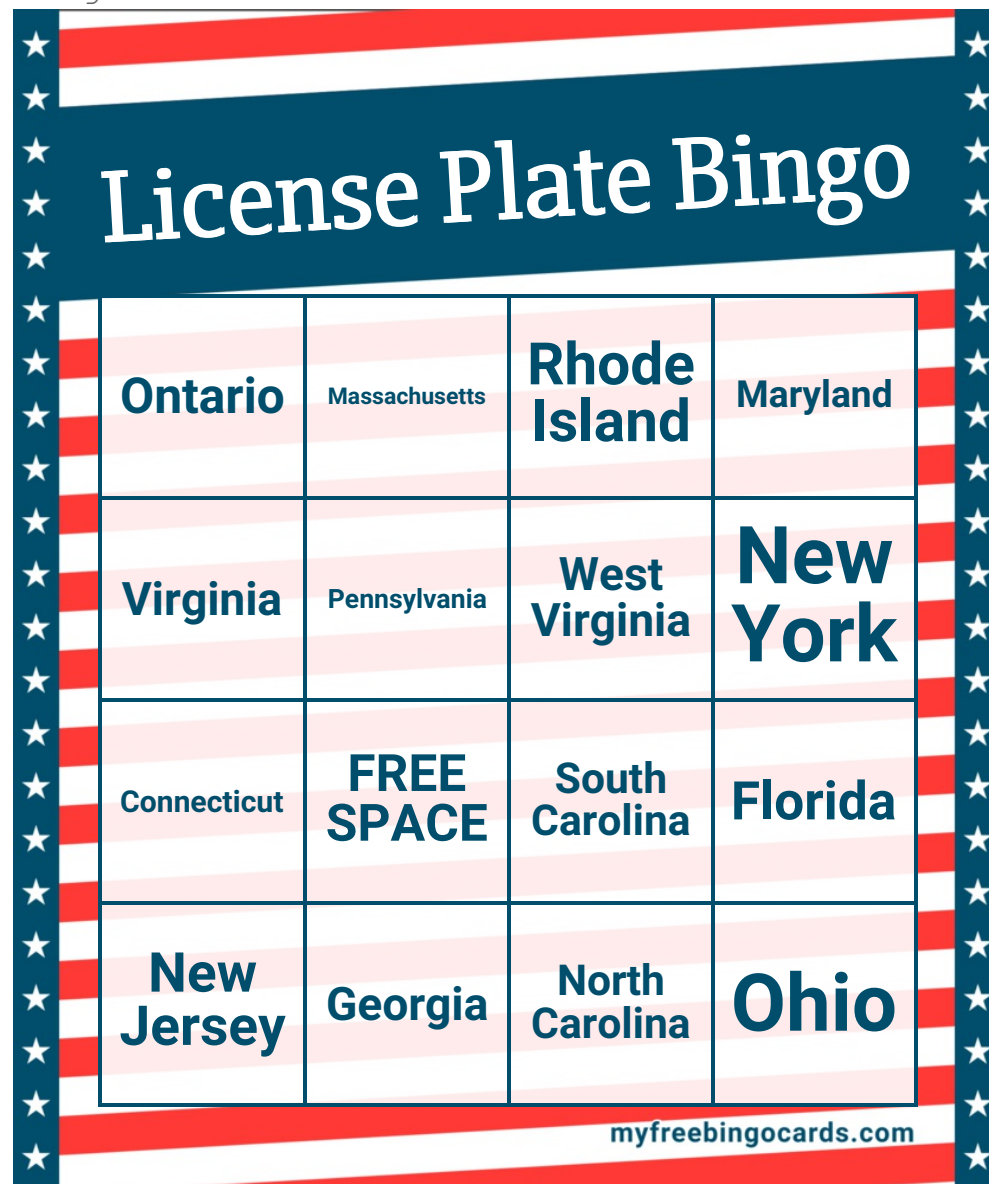 License Plate Bingo
Ontario
Massachusetts
Rhode
Island
Maryland
Virginia
Pennsylvania
West
Virginia
New
York
Connecticut
FREE
SPACE
South
Carolina
Florida
New
Jersey
Georgia
North
Carolina
Ohio
myfreebingocards.com